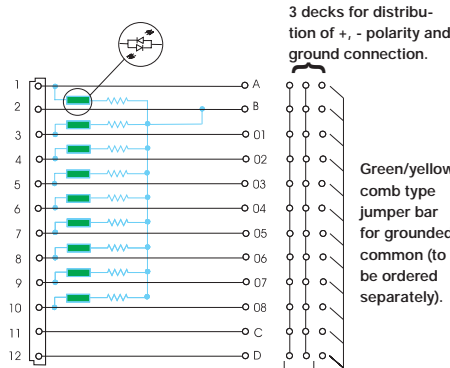 3 decks for distribu-
tion of +, - polarity and
ground connection.
1 A
2 B
3 01
4 02
5 03
6 04
7 05
8 06
9 07
10 08
11 C
12 D
Green/yellow
comb type
jumper bar
for grounded
common (to
be ordered
separately).